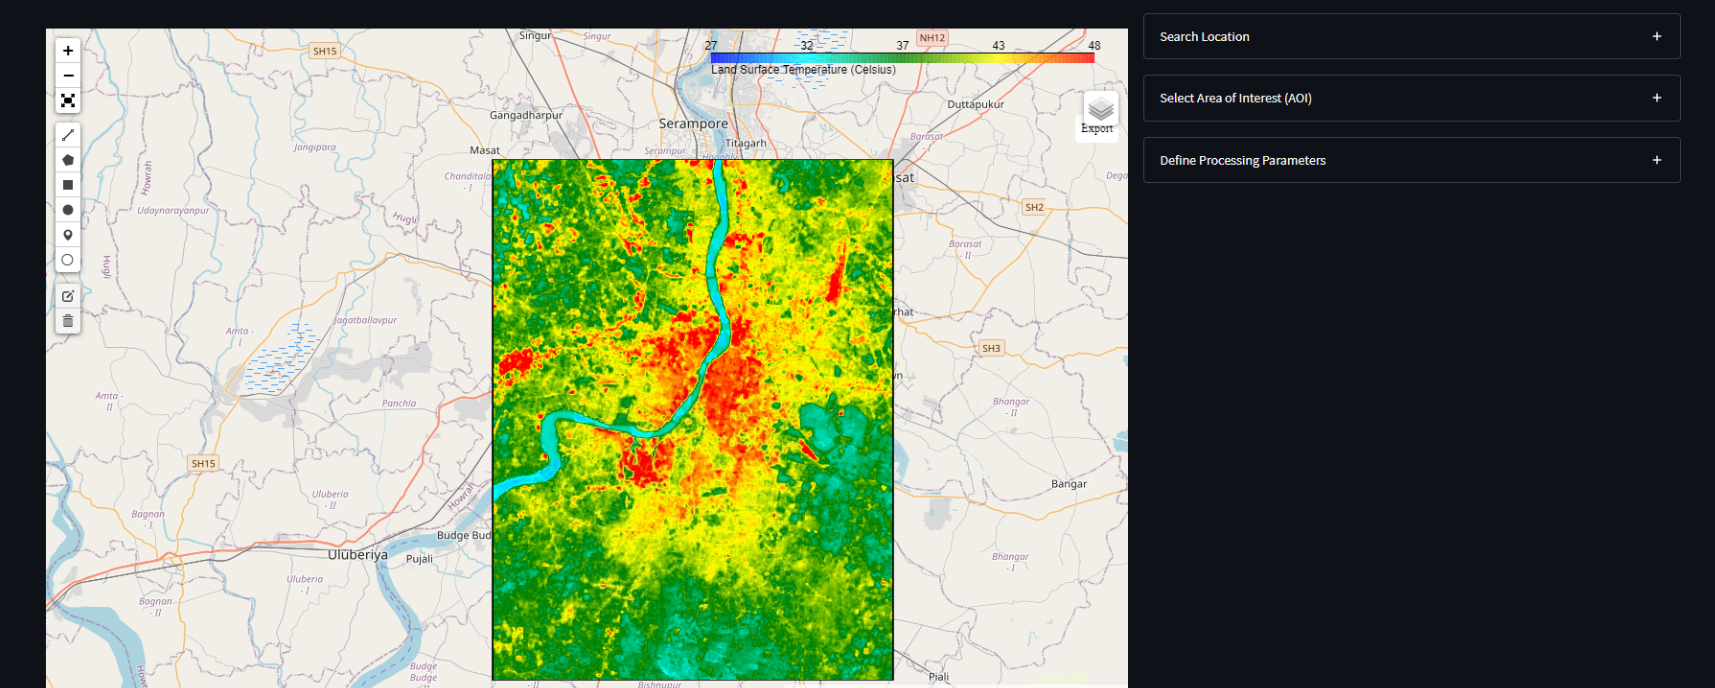 Search Location
+
Select Area of Interest (AOI)
+
Define Processing Parameters
+
+
−
27 32 37 43 48
Land Surface Temperature (Celsius)
Export
Singur
Singur
SH15
NH12
Gangadharpur
Serampore
Duttapukur
Titagarh
Serampur
Masat
Jangipara
Barasat
- I
Howrah
Chanditala
- I
sat
Dega
Udaynarayanpur
Hugli
SH2
Barasat
- II
Hugli
Jagatballavpur
Amta -
I
rhat
SH3
Amta -
II
Panchla
wn
Bhangar
- II
SH15
Uluberia
- II
Howrah
Bangar
Bagnan
- I
Budge Bud
Uluberiya
Pujali
Bhangar
- I
Uluberia
- I
Bagnan
- II
Howrah
Budge
Budge
Bishnupur
Piali